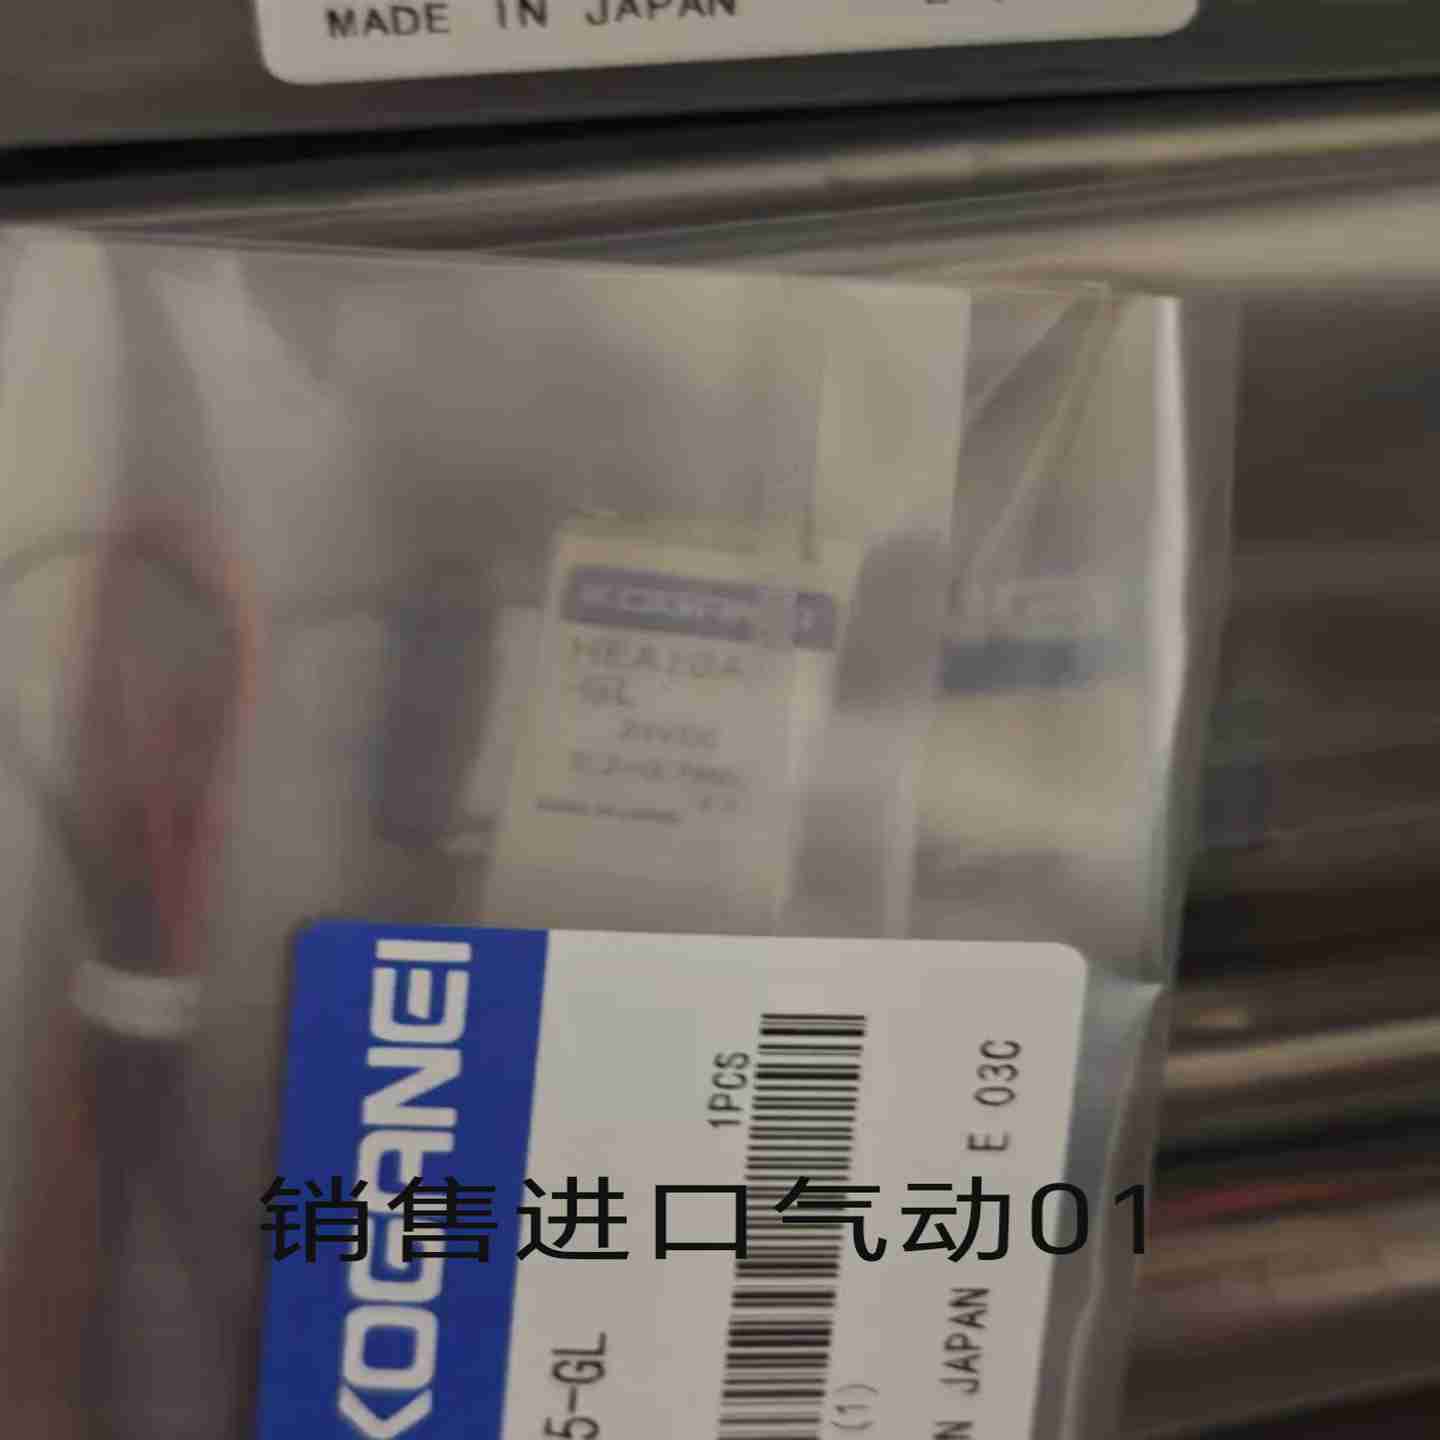 MADE IN JAPAN
-GL
24VDC
KOGANEI
5-GL
1PCS
(1)
N JAPAN E 03C
销售进口气动01